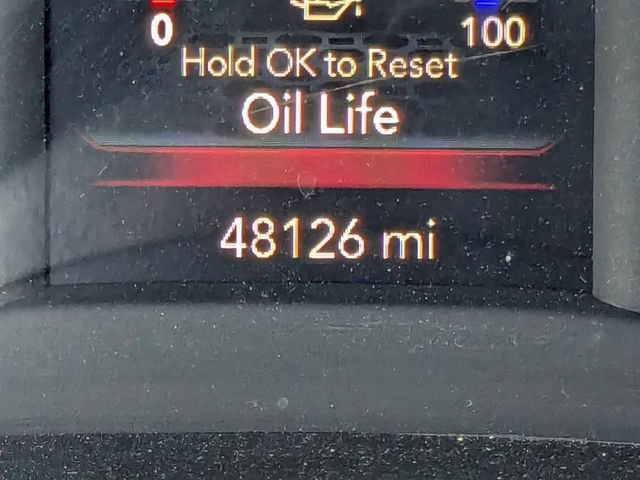 0 100
Hold OK to Reset
Oil Life
48126 mi